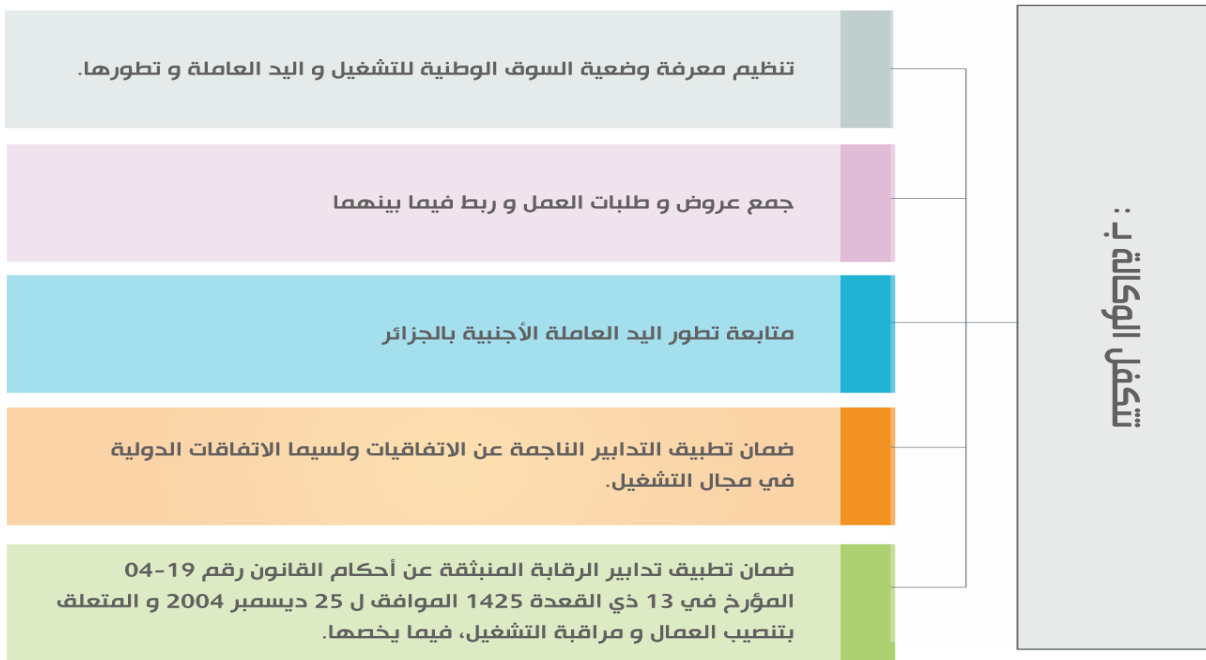 تتكفل الوكالة ب :
تنظيم معرفة وضعية السوق الوطنية للتشغيل و اليد العاملة و تطورها.
جمع عروض و طلبات العمل و ربط فيما بينهما
متابعة تطور اليد العاملة الأجنبية بالجزائر
ضمان تطبيق التدابير الناجمة عن الاتفاقيات ولسيما الاتفاقات الدولية
في مجال التشغيل.
ضمان تطبيق تدابير الرقابة المنبثقة عن أحكام القانون رقم 19-04
المؤرخ في 13 ذي القعدة 1425 الموافق ل 25 ديسمبر 2004 و المتعلق
بتنصيب العمال و مراقبة التشغيل، فيما يخصها.